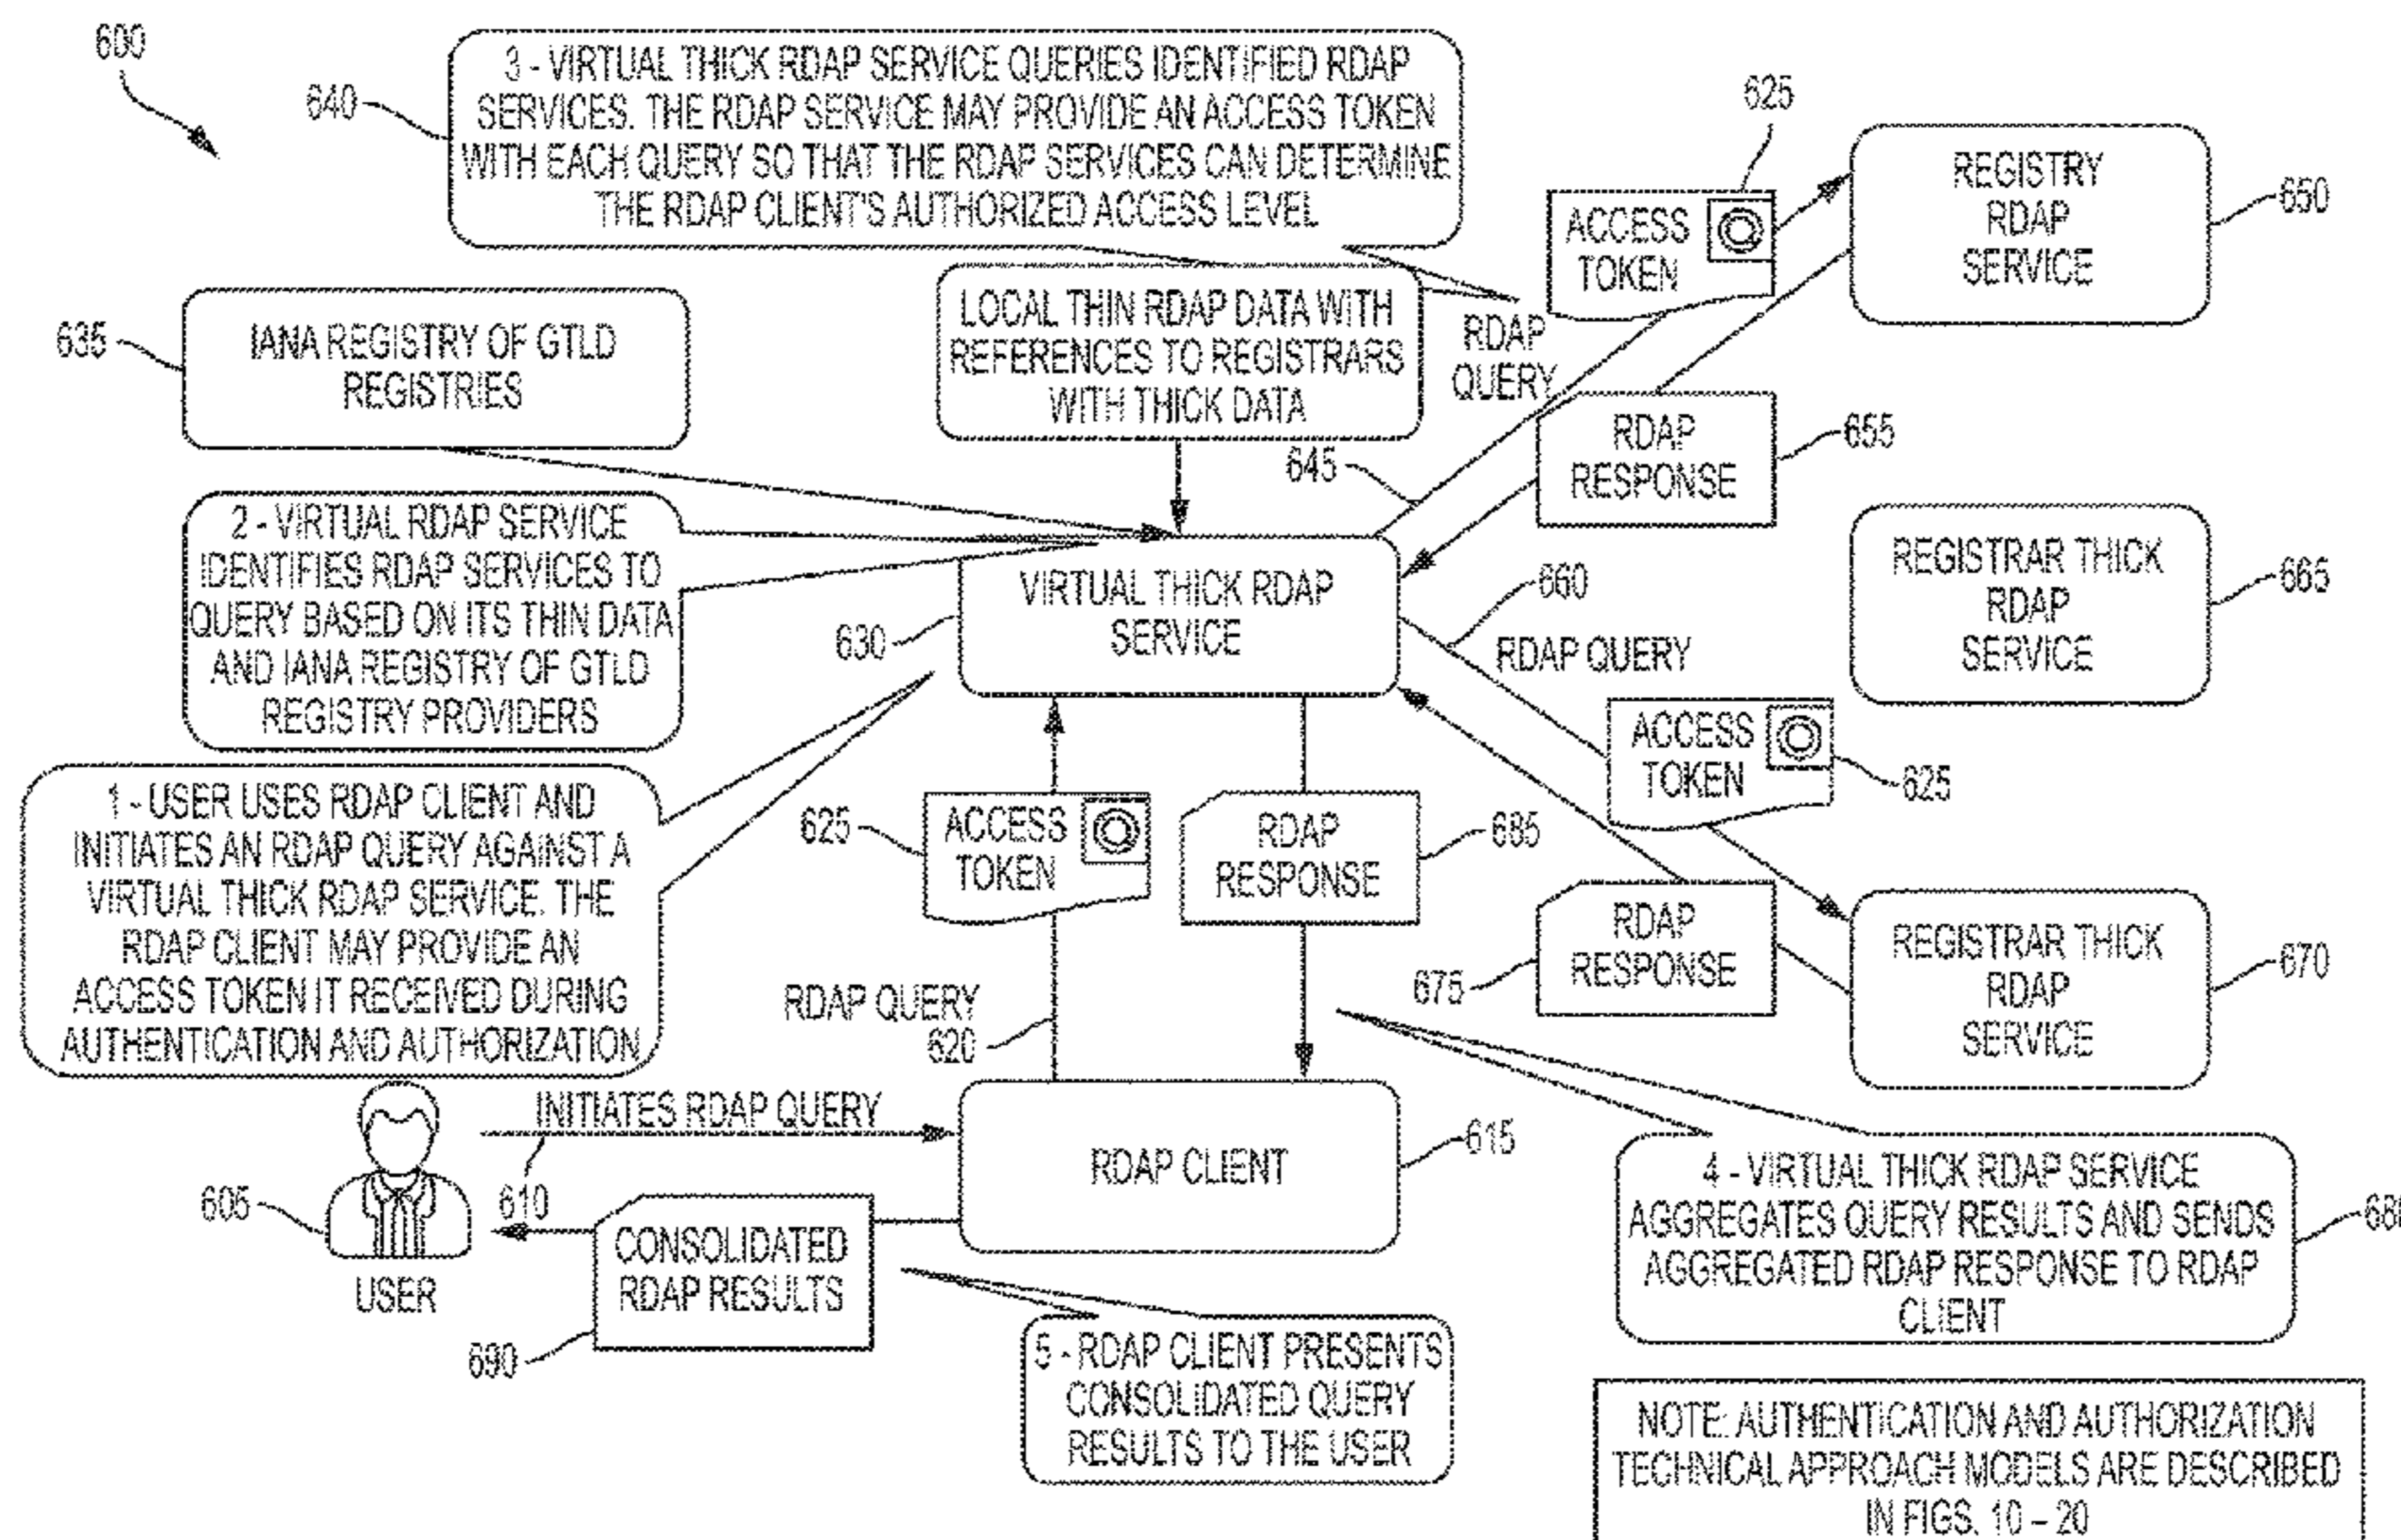 600
640
3 - VIRTUAL THICK RDAP SERVICE QUERIES IDENTIFIED RDAP
SERVICES. THE RDAP SERVICE MAY PROVIDE AN ACCESS TOKEN
WITH EACH QUERY SO THAT THE RDAP SERVICES CAN DETERMINE
THE RDAP CLIENT'S AUTHORIZED ACCESS LEVEL
625
ACCESS
TOKEN
REGISTRY
RDAP
SERVICE
650
635
IANA REGISTRY OF GTLD
REGISTRIES
LOCAL THIN RDAP DATA WITH
REFERENCES TO REGISTRARS
WITH THICK DATA
RDAP
QUERY
645
RDAP
RESPONSE
655
2 - VIRTUAL RDAP SERVICE
IDENTIFIES RDAP SERVICES TO
QUERY BASED ON ITS THIN DATA
AND IANA REGISTRY OF GTLD
REGISTRY PROVIDERS
VIRTUAL THICK RDAP
SERVICE
630
660
RDAP QUERY
REGISTRAR THICK
RDAP
SERVICE
665
ACCESS
TOKEN
625
1 - USER USES RDAP CLIENT AND
INITIATES AN RDAP QUERY AGAINST A
VIRTUAL THICK RDAP SERVICE. THE
RDAP CLIENT MAY PROVIDE AN
ACCESS TOKEN IT RECEIVED DURING
AUTHENTICATION AND AUTHORIZATION
625
ACCESS
TOKEN
RDAP
RESPONSE
685
RDAP QUERY
620
675
RDAP
RESPONSE
REGISTRAR THICK
RDAP
SERVICE
670
INITIATES RDAP QUERY
610
605
USER
RDAP CLIENT
615
CONSOLIDATED
RDAP RESULTS
690
5 - RDAP CLIENT PRESENTS
CONSOLIDATED QUERY
RESULTS TO THE USER
4 - VIRTUAL THICK RDAP SERVICE
AGGREGATES QUERY RESULTS AND SENDS
AGGREGATED RDAP RESPONSE TO RDAP
CLIENT
NOTE: AUTHENTICATION AND AUTHORIZATION
TECHNICAL APPROACH MODELS ARE DESCRIBED
IN FIGS. 10 – 20